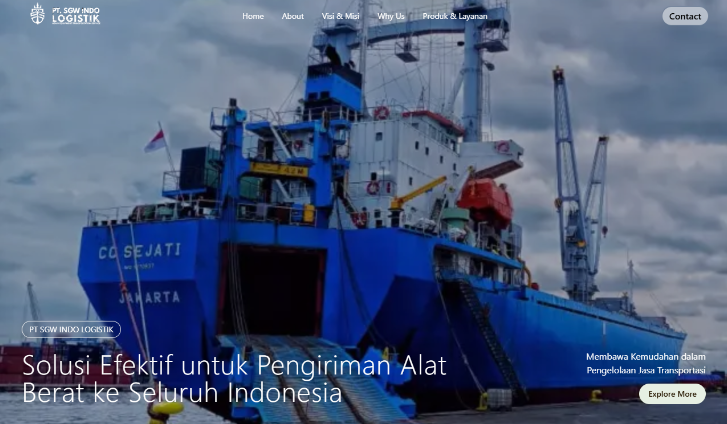 PT. SGW INDO
LOGISTIK
Home
About
Visi & Misi
Why Us
Produk & Layanan
Contact
CC SEJATI
JAKARTA
PT SGW INDO LOGISTIK
Solusi Efektif untuk Pengiriman Alat
Berat ke Seluruh Indonesia
Membawa Kemudahan dalam
Pengelolaan Jasa Transportasi
Explore More